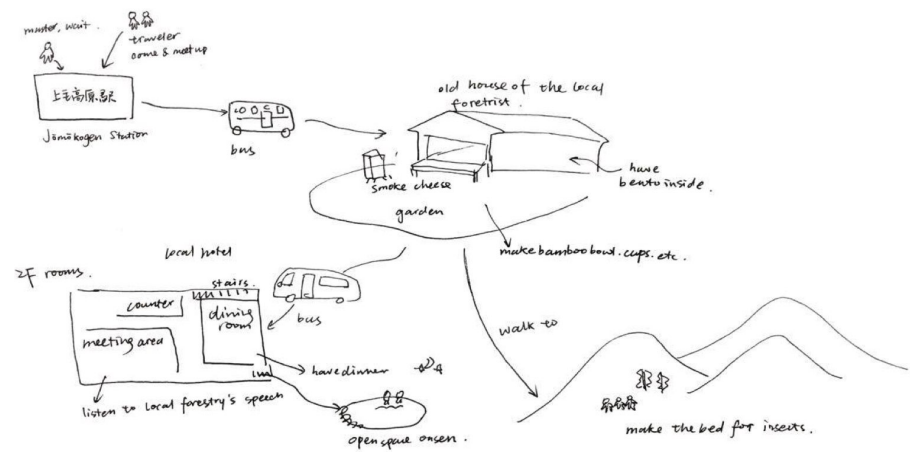 master, wait.
traveler
come & meet up
上毛高原駅
Jōmōkogen Station
bus
old house of the local
foretrist.
have
bento inside.
smoke cheese
garden
make bamboo bowl. cups. etc.
local hotel
2F rooms.
stairs.
counter
dining
room
meeting area
bus
walk to
have dinner
listen to local forestry's speech
open space onsen.
make the bed for insects.